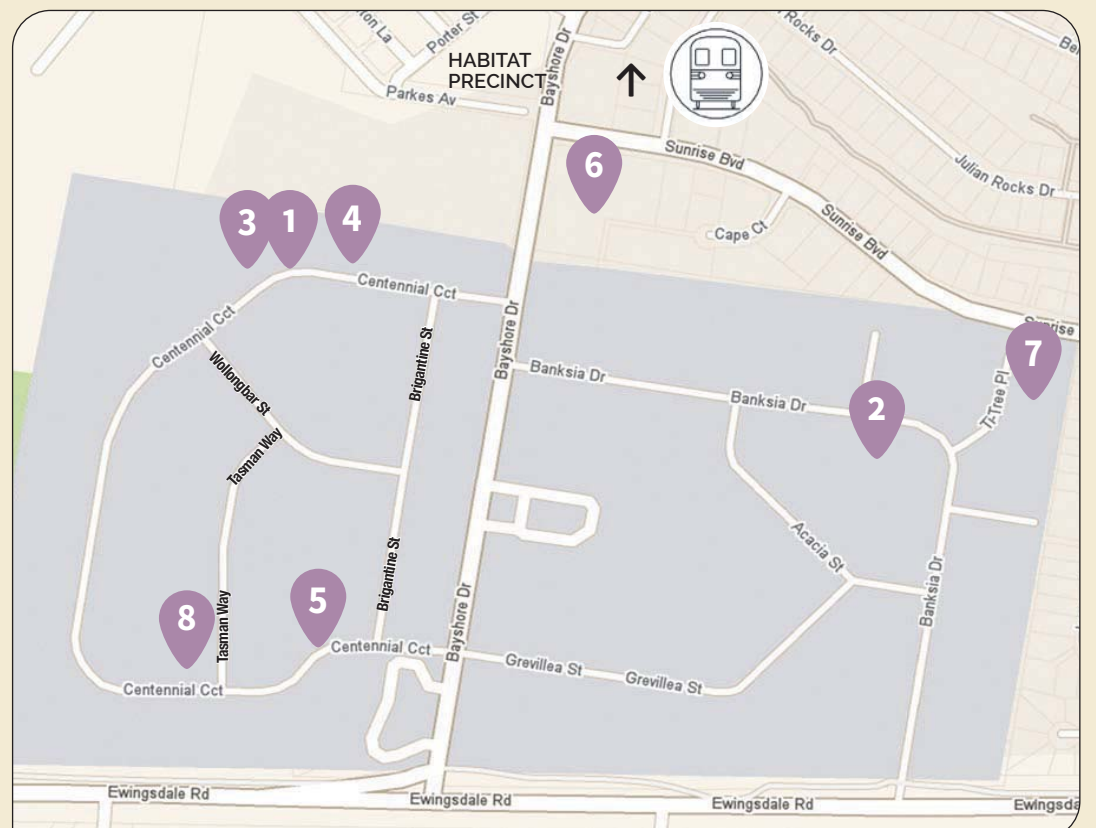 Porter St
HABITAT
PRECINCT
Parkes Av
Bayshore Dr
Rocks Dr
Julian Rocks Dr
Sunrise Bvd
Sunrise Bvd
Sunrise
Cape Ct
6
3
1
4
Centennial Cct
Centennial Cct
Bayshore Dr
Brigantine St
Wollongbar St
Tasman Way
Banksia Dr
Banksia Dr
2
7
Ti-Tree Pl
Acacia St
Banksia Dr
Brigantine St
Bayshore Dr
5
8
Tasman Way
Centennial Cct
Centennial Cct
Grevillea St
Grevillea St
Ewingsdale Rd
Ewingsdale Rd
Ewingsdale Rd